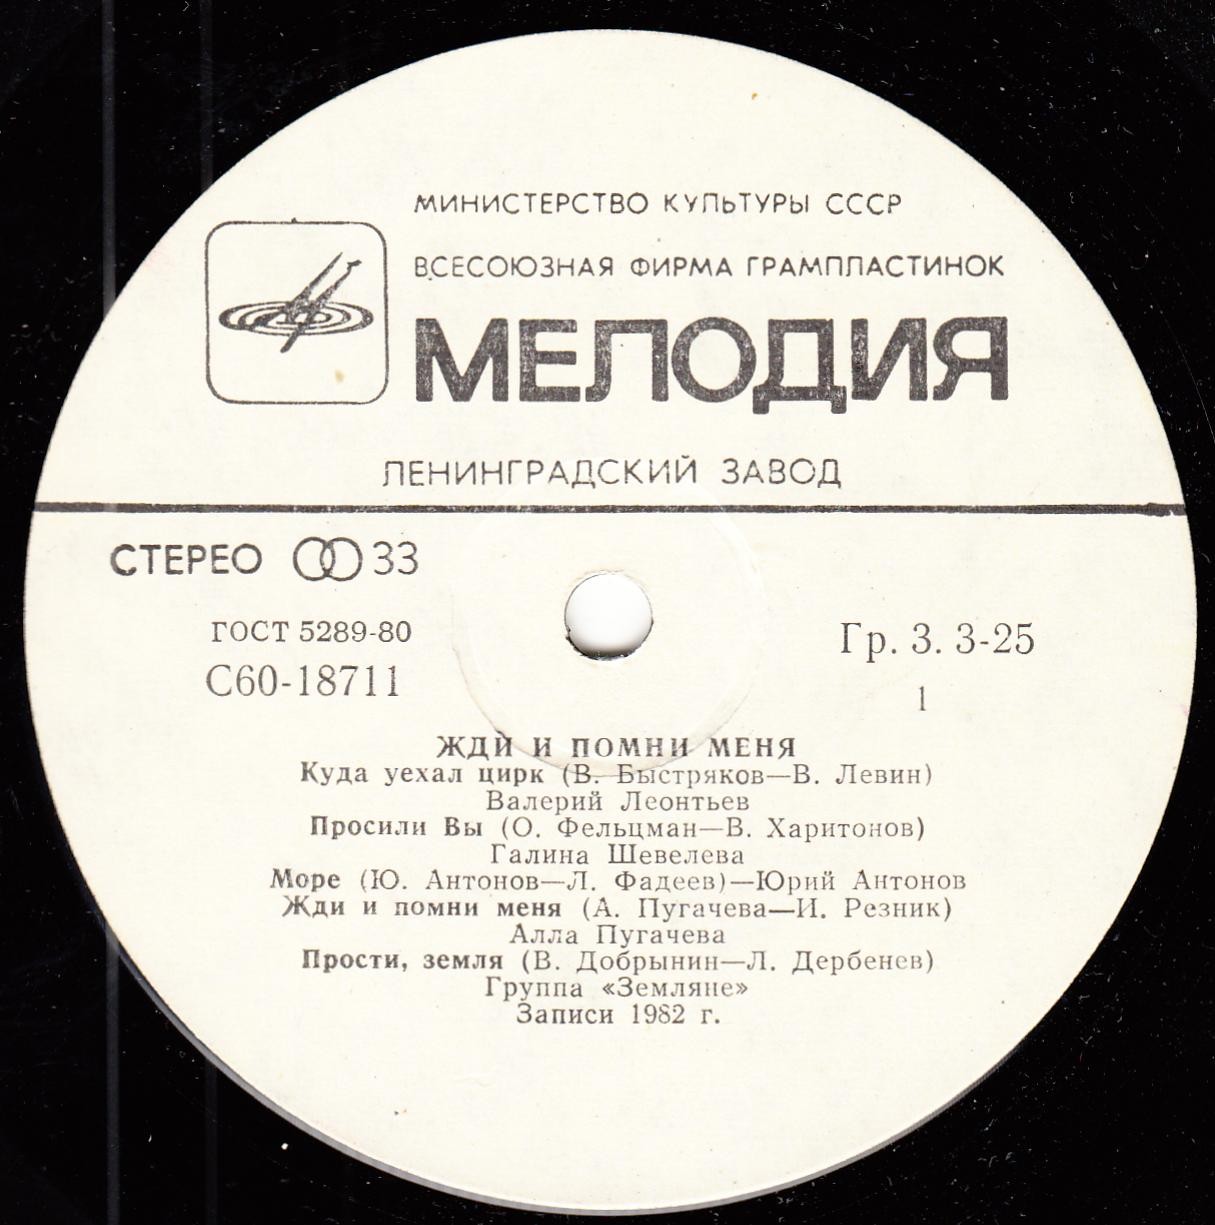 МИНИСТЕРСТВО КУЛЬТУРЫ СССР
ВСЕСОЮЗНАЯ ФИРМА ГРАМПЛАСТИНОК
МЕЛОДИЯ
ЛЕНИНГРАДСКИЙ ЗАВОД
СТЕРЕО 33
ГОСТ 5289-80
Гр. 3. 3-25
С60-18711
1
ЖДИ И ПОМНИ МЕНЯ
Куда уехал цирк (В. Быстряков—В. Левин)
Валерий Леонтьев
Просили Вы (О. Фельцман—В. Харитонов)
Галина Шевелева
Море (Ю. Антонов—Л. Фадеев)—Юрий Антонов
Жди и помни меня (А. Пугачева—И. Резник)
Алла Пугачева
Прости, земля (В. Добрынин—Л. Дербенев)
Группа «Земляне»
Записи 1982 г.